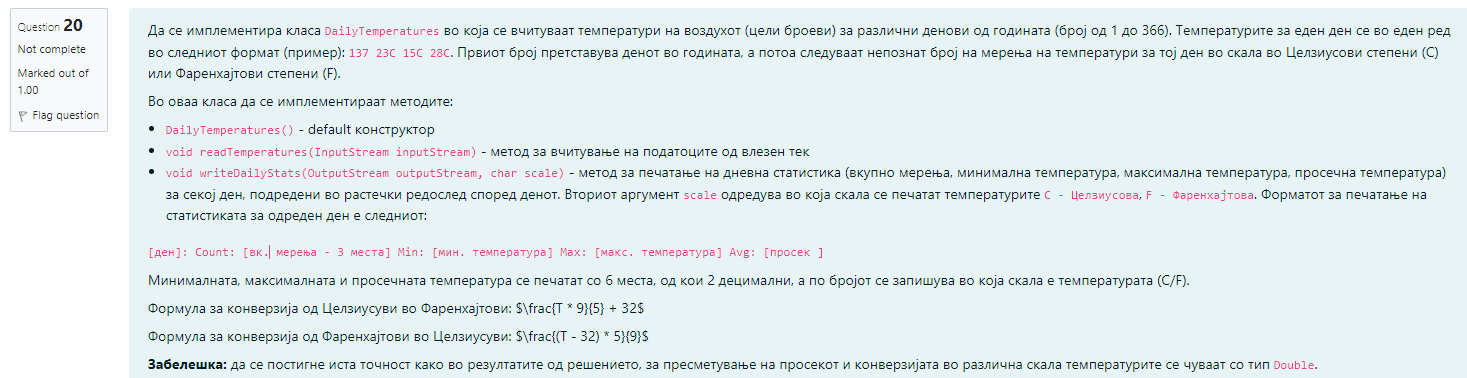 Question 20
Not complete
Marked out of
1.00
Flag question
Да се имплементира класа DailyTemperatures во која се вчитуваат температури на воздухот (цели броеви) за различни денови од годината (број од 1 до 366). Температурите за еден ден се во еден ред
во следниот формат (пример): 137 23C 15C 28C. Првиот број претставува денот во годината, а потоа следуваат непознат број на мерења на температури за тој ден во скала во Целзиусови степени (C)
или Фаренхајтови степени (F).
Во оваа класа да се имплементираат методите:
• DailyTemperatures() - default конструктор
• void readTemperatures(InputStream inputStream) - метод за вчитување на податоците од влезен тек
• void writeDailyStats(OutputStream outputStream, char scale) - метод за печатање на дневна статистика (вкупно мерења, минимална температура, максимална температура, просечна температура)
за секој ден, подредени во растечки редослед според денот. Вториот аргумент scale одредува во која скала се печатат температурите C - Целзиусова, F - Фаренхајтова. Форматот за печатање на
статистиката за одреден ден е следниот:
[ден]: Count: [вк. мерења - 3 места] Min: [мин. температура] Max: [макс. температура] Avg: [просек ]
Минималната, максималната и просечната температура се печатат со 6 места, од кои 2 децимални, а по бројот се запишува во која скала е температурата (C/F).
Формула за конверзија од Целзиусуви во Фаренхајтови: $\frac{T * 9}{5} + 32$
Формула за конверзија од Фаренхајтови во Целзиусуви: $\frac{(T - 32) * 5}{9}$
Забелешка: да се постигне иста точност како во резултатите од решението, за пресметување на просекот и конверзијата во различна скала температурите се чуваат со тип Double.